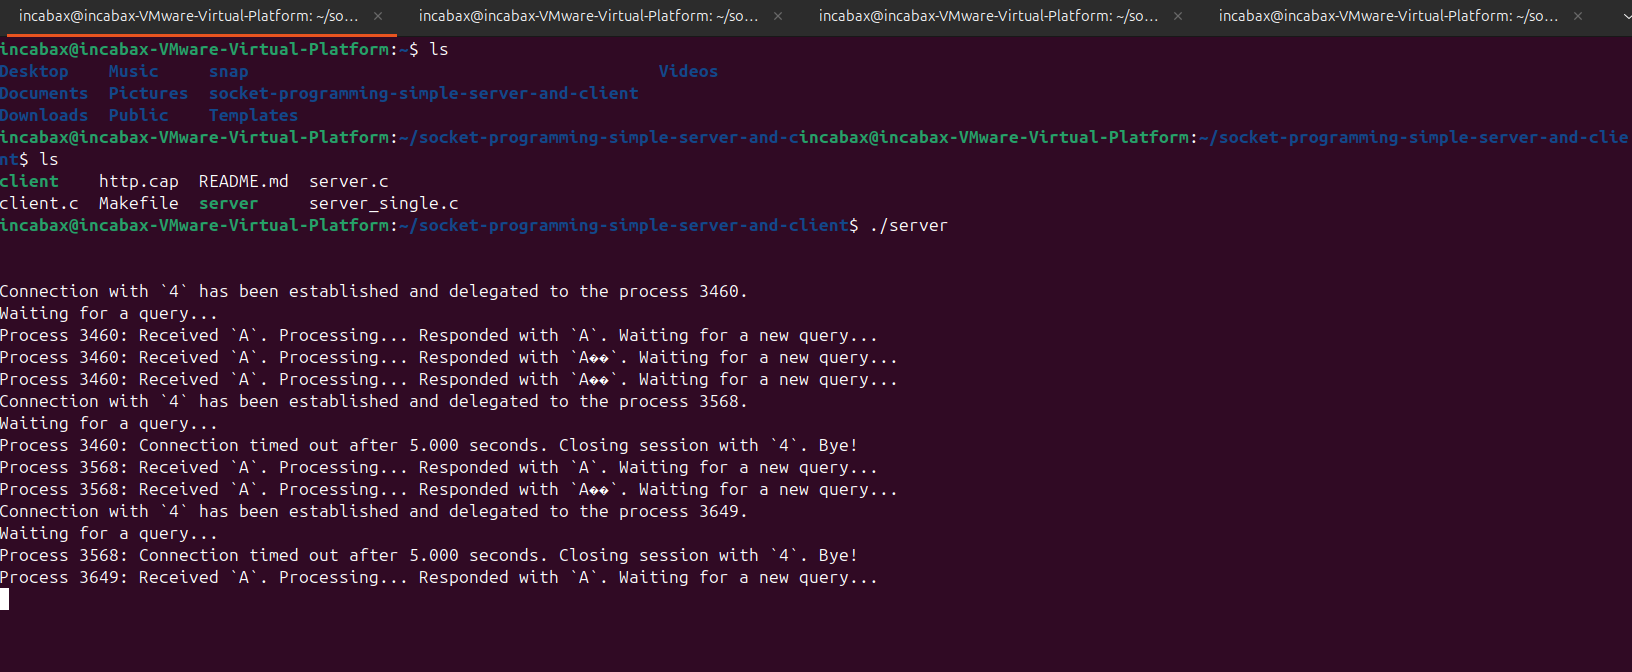 incabax@incabax-VMware-Virtual-Platform: ~/so... × incabax@incabax-VMware-Virtual-Platform: ~/so... × incabax@incabax-VMware-Virtual-Platform: ~/so... × incabax@incabax-VMware-Virtual-Platform: ~/so... ×
incabax@incabax-VMware-Virtual-Platform:~$ ls
Desktop    Music     snap                                         Videos
Documents  Pictures  socket-programming-simple-server-and-client
Downloads  Public    Templates
incabax@incabax-VMware-Virtual-Platform:~/socket-programming-simple-server-and-cincabax@incabax-VMware-Virtual-Platform:~/socket-programming-simple-server-and-clie
nt$ ls
client    http.cap  README.md  server.c
client.c  Makefile  server     server_single.c
incabax@incabax-VMware-Virtual-Platform:~/socket-programming-simple-server-and-client$ ./server
Connection with `4` has been established and delegated to the process 3460.
Waiting for a query...
Process 3460: Received `A`. Processing... Responded with `A`. Waiting for a new query...
Process 3460: Received `A`. Processing... Responded with `A��`. Waiting for a new query...
Process 3460: Received `A`. Processing... Responded with `A��`. Waiting for a new query...
Connection with `4` has been established and delegated to the process 3568.
Waiting for a query...
Process 3460: Connection timed out after 5.000 seconds. Closing session with `4`. Bye!
Process 3568: Received `A`. Processing... Responded with `A`. Waiting for a new query...
Process 3568: Received `A`. Processing... Responded with `A��`. Waiting for a new query...
Connection with `4` has been established and delegated to the process 3649.
Waiting for a query...
Process 3568: Connection timed out after 5.000 seconds. Closing session with `4`. Bye!
Process 3649: Received `A`. Processing... Responded with `A`. Waiting for a new query...